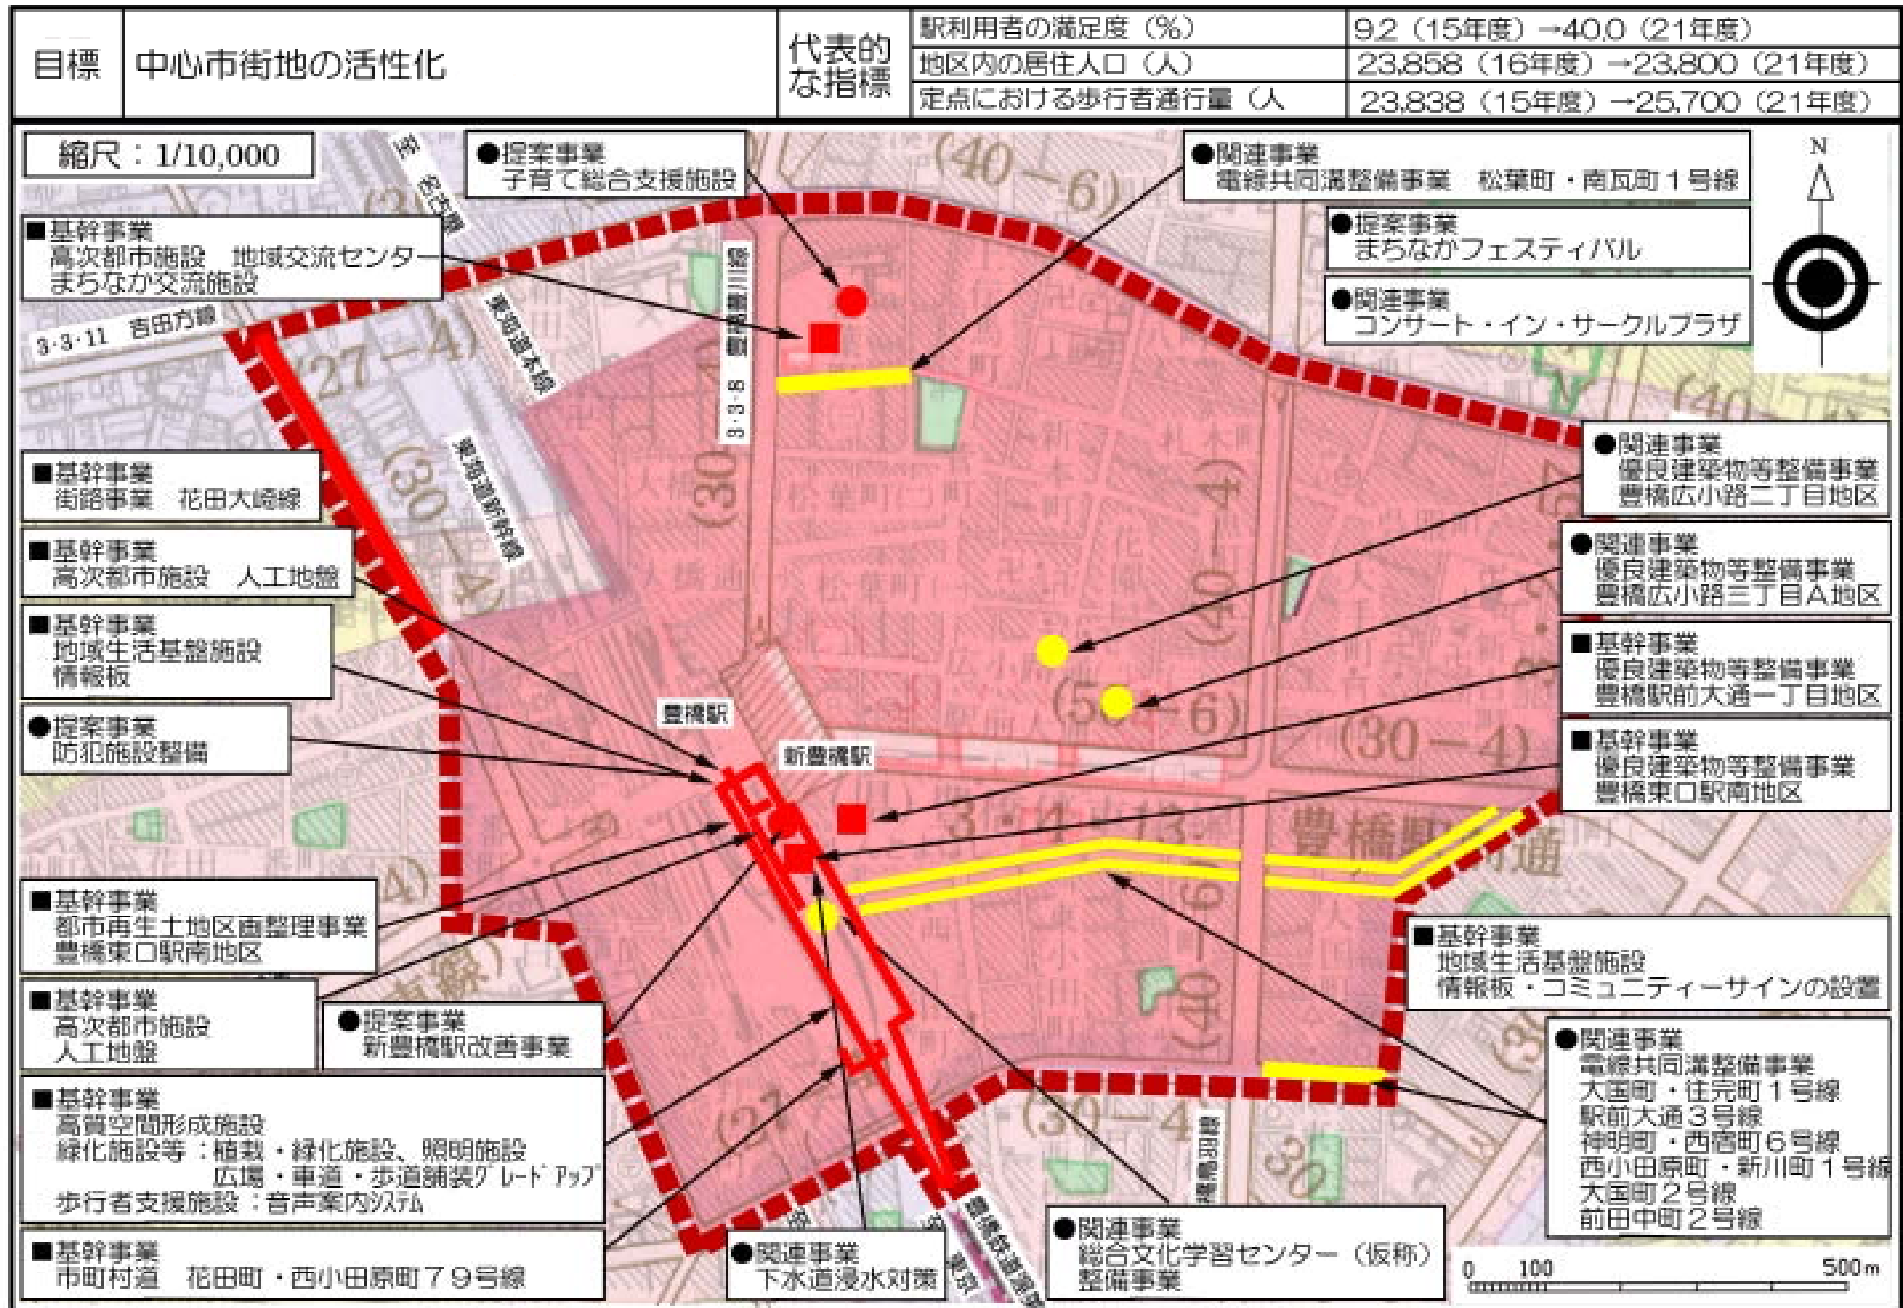 目標
中心市街地の活性化
代表的
な指標
駅利用者の満足度（％）
9.2（15年度）→40.0（21年度）
地区内の居住人口（人）
23,858（16年度）→23,800（21年度）
定点における歩行者通行量（人
23,838（15年度）→25,700（21年度）
縮尺：1/10,000
●提案事業
子育て総合支援施設
●関連事業
電線共同溝整備事業　松葉町・南瓦町１号線
●提案事業
まちなかフェスティバル
●関連事業
コンサート・イン・サークルプラザ
N
■基幹事業
高次都市施設　地域交流センター
まちなか交流施設
3・3・11　吉田方線
東海道本線
東海道新幹線
3・3・8　豊橋豊川線
(40－6)
(27－4)
(30－4)
(40－4)
(30－4)
■基幹事業
街路事業　花田大崎線
■基幹事業
高次都市施設　人工地盤
■基幹事業
地域生活基盤施設
情報板
●提案事業
防犯施設整備
●関連事業
優良建築物等整備事業
豊橋広小路二丁目地区
●関連事業
優良建築物等整備事業
豊橋広小路三丁目Ａ地区
■基幹事業
優良建築物等整備事業
豊橋駅前大通一丁目地区
■基幹事業
優良建築物等整備事業
豊橋東口駅南地区
豊橋駅
新豊橋駅
3・4・13
■基幹事業
都市再生土地区画整理事業
豊橋東口駅南地区
■基幹事業
高次都市施設
人工地盤
●提案事業
新豊橋駅改善事業
■基幹事業
高質空間形成施設
緑化施設等：植栽・緑化施設、照明施設
広場・車道・歩道舗装ｸﾞﾚｰﾄﾞｱｯﾌﾟ
歩行者支援施設：音声案内ｼｽﾃﾑ
■基幹事業
市町村道　花田町・西小田原町７９号線
●関連事業
下水道浸水対策
●関連事業
総合文化学習センター（仮称）
整備事業
■基幹事業
地域生活基盤施設
情報板・コミュニティーサインの設置
●関連事業
電線共同溝整備事業
大国町・住完町１号線
駅前大通３号線
神明町・西宿町６号線
西小田原町・新川町１号線
大国町２号線
前田中町２号線
(30－4)
東京
0　100　500m